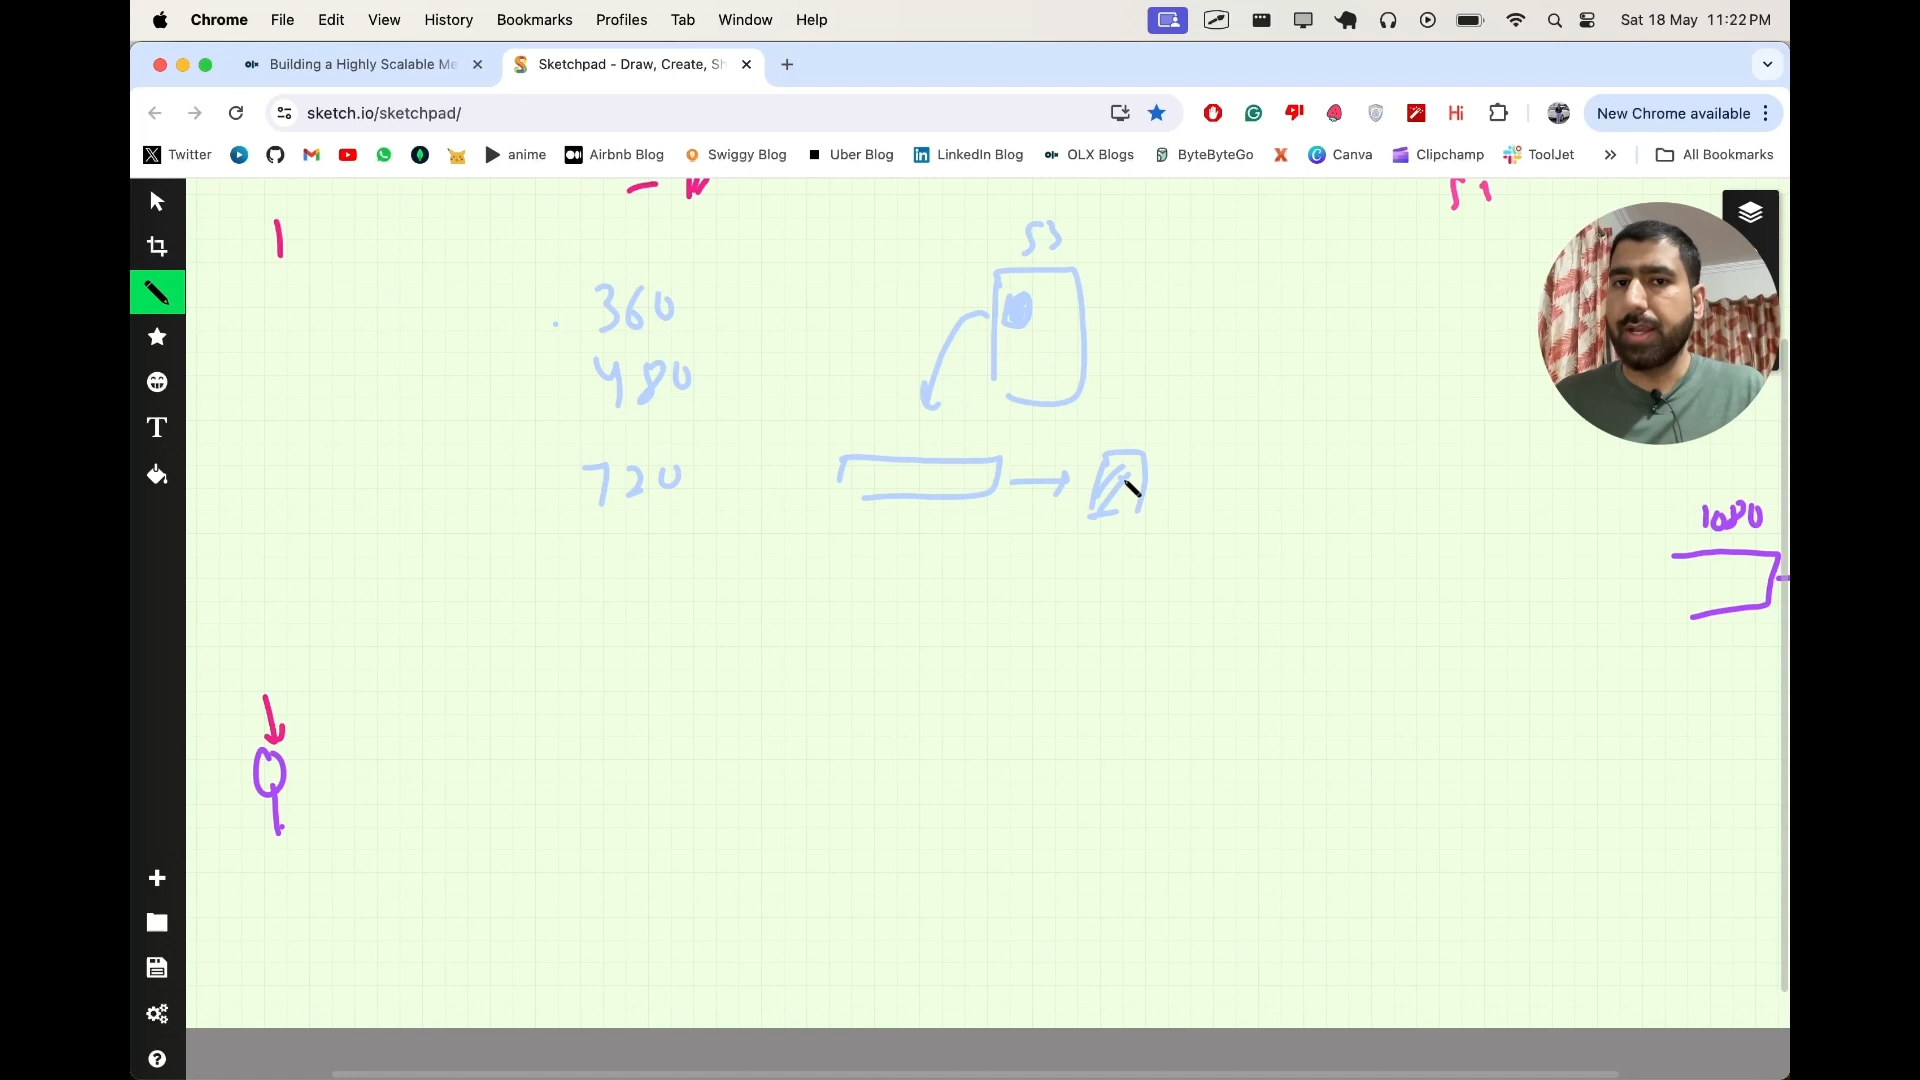 Chrome File Edit View History Bookmarks Profiles Tab Window Help Sat 18 May 11:22 PM
Building a Highly Scalable Me
Sketchpad - Draw, Create, Sh
sketch.io/sketchpad/
New Chrome available
Twitter anime Airbnb Blog Swiggy Blog Uber Blog LinkedIn Blog OLX Blogs ByteByteGo Canva Clipchamp ToolJet All Bookmarks
S3
360
480
720
1080